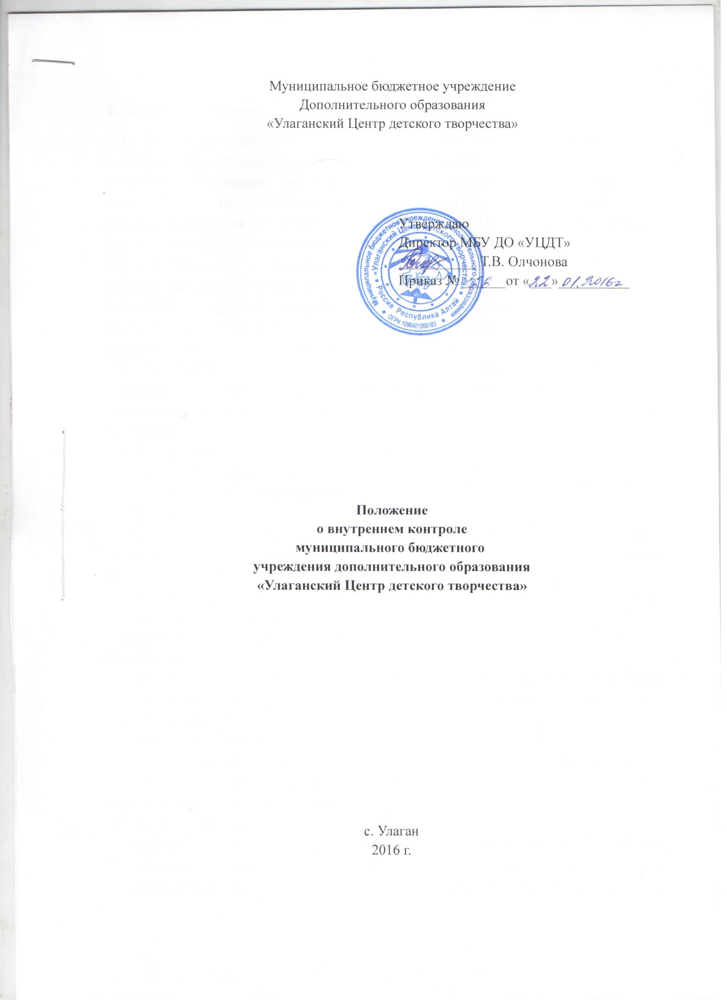 Муниципальное бюджетное учреждение
Дополнительного образования
«Улаганский Центр детского творчества»
Утверждаю
Директор МБУ ДО «УЦДТ»
Т.В. Олчонова
Приказ № от «22» 01.2016г
Муниципальное бюджетное учреждение дополнительного образования
«Улаганский Центр детского творчества»
Россия Республика Алтай
ОГРН 1090401000183
Положение
о внутреннем контроле
муниципального бюджетного
учреждения дополнительного образования
«Улаганский Центр детского творчества»
с. Улаган
2016 г.